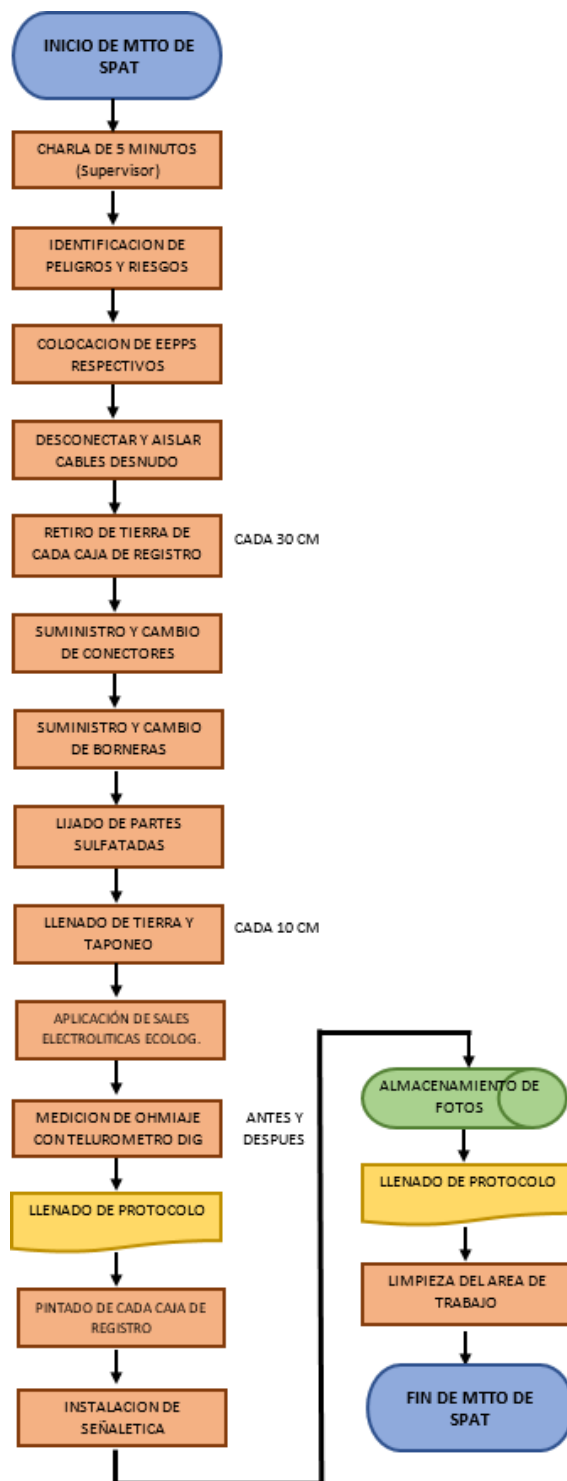 INICIO DE MTTO DE
SPAT
CHARLA DE 5 MINUTOS
(Supervisor)
IDENTIFICACION DE
PELIGROS Y RIESGOS
COLOCACION DE EEPPS
RESPECTIVOS
DESCONECTAR Y AISLAR
CABLES DESNUDO
RETIRO DE TIERRA DE
CADA CAJA DE REGISTRO
CADA 30 CM
SUMINISTRO Y CAMBIO
DE CONECTORES
SUMINISTRO Y CAMBIO
DE BORNERAS
LIJADO DE PARTES
SULFATADAS
LLENADO DE TIERRA Y
TAPONEO
CADA 10 CM
APLICACIÓN DE SALES
ELECTROLITICAS ECOLOG.
MEDICION DE OHMIAJE
CON TELUROMETRO DIG
ANTES Y
DESPUES
LLENADO DE PROTOCOLO
PINTADO DE CADA CAJA DE
REGISTRO
INSTALACION DE
SEÑALETICA
ALMACENAMIENTO DE
FOTOS
LLENADO DE PROTOCOLO
LIMPIEZA DEL AREA DE
TRABAJO
FIN DE MTTO DE
SPAT